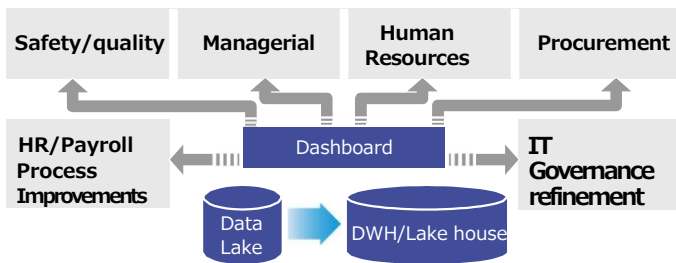 Safety/quality
Managerial
Human
Resources
Procurement
HR/Payroll
Process
Improvements
Dashboard
IT
Governance
refinement
Data
Lake
DWH/Lake house